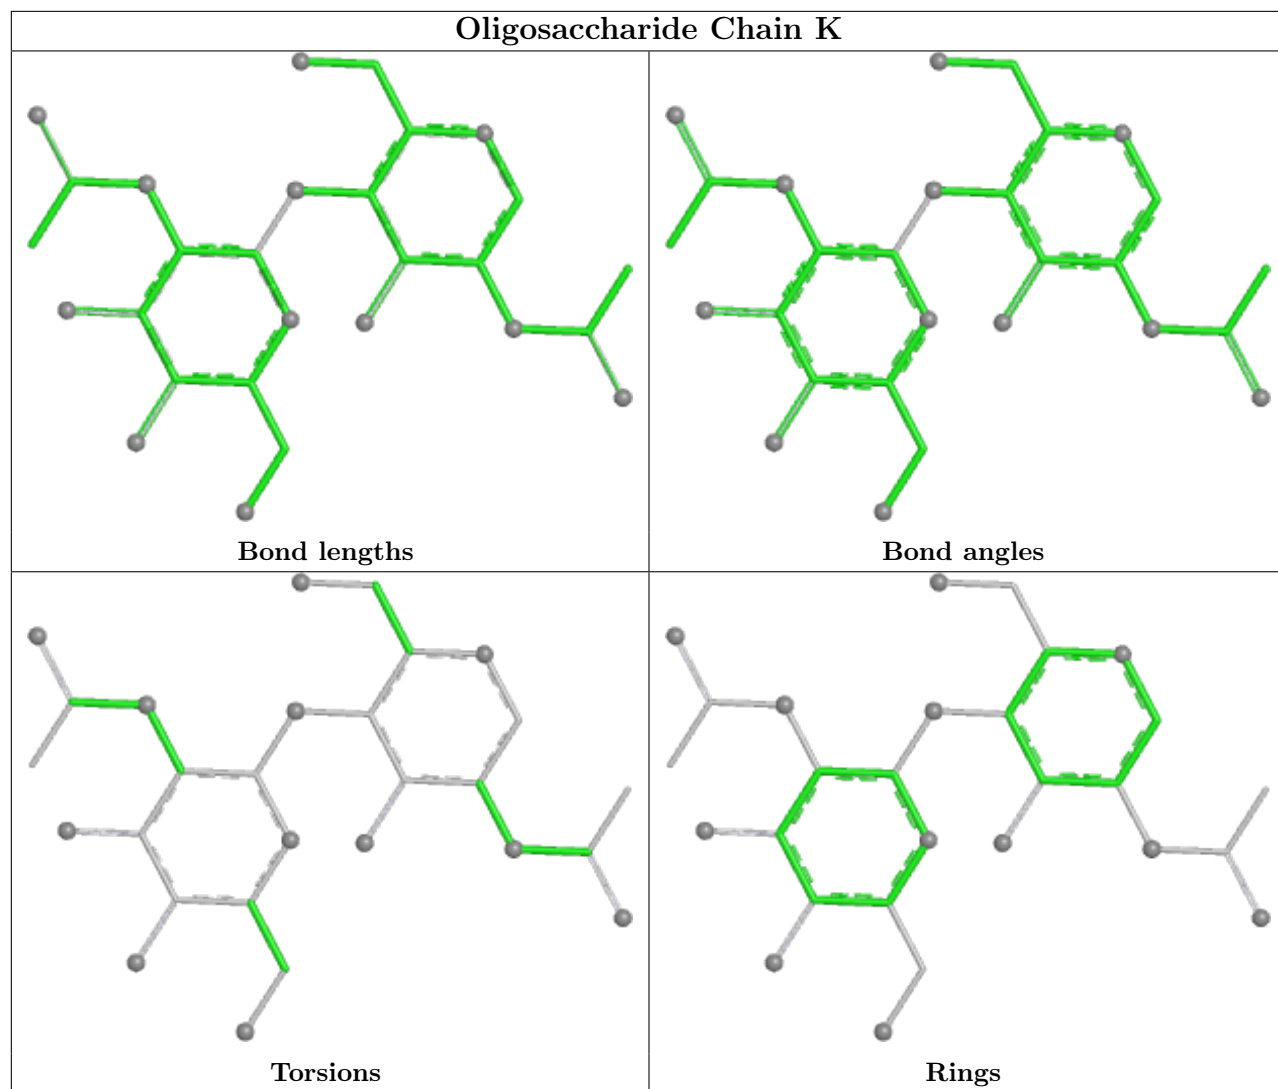 Oligosaccharide Chain K
Bond lengths
Bond angles
Torsions
Rings